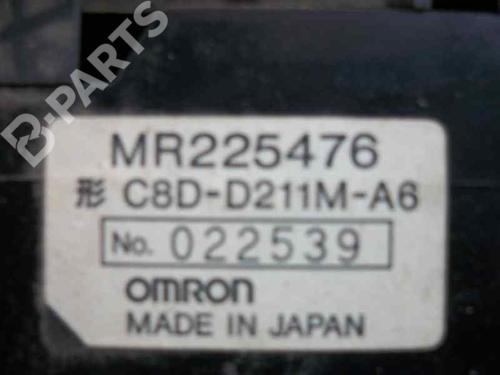 B-PARTS
MR225476
形 C8D-D211M-A6
No. 022539
OMRON
MADE IN JAPAN